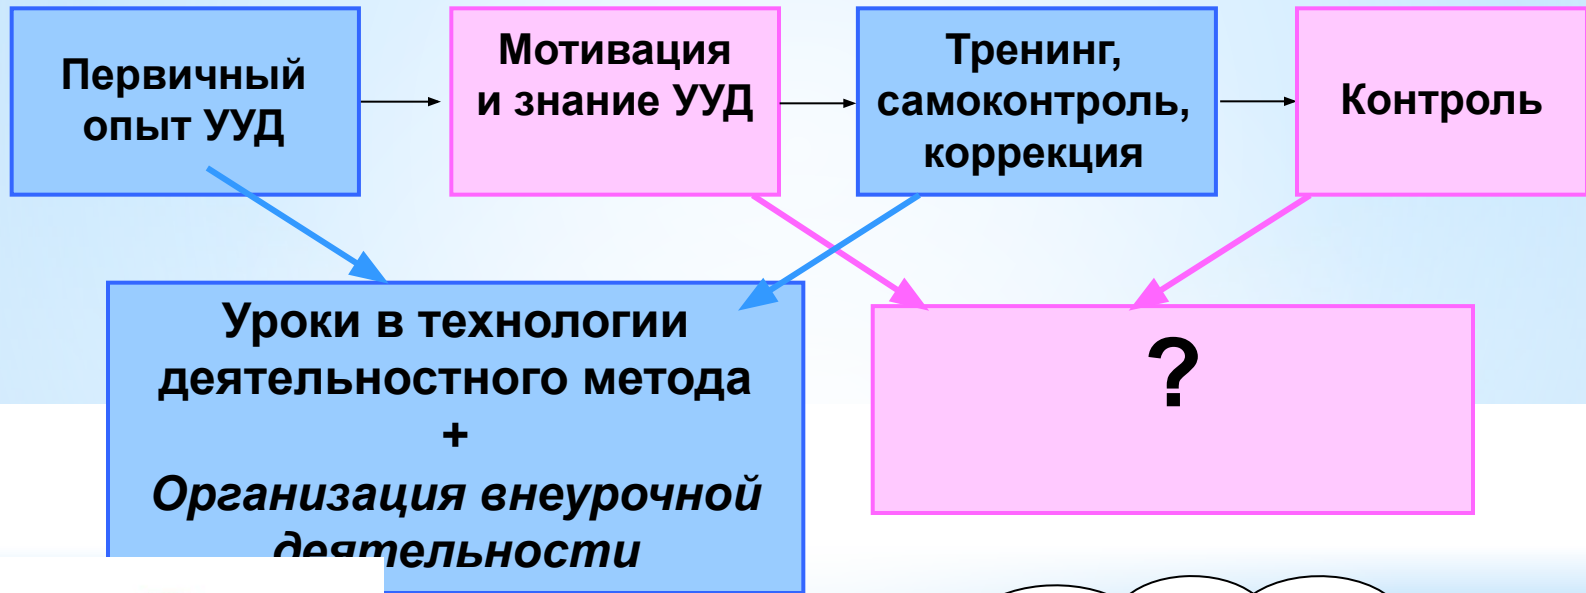 Первичный
опыт УУД
Мотивация
и знание УУД
Тренинг,
самоконтроль,
коррекция
Контроль
Уроки в технологии
деятельностного метода
+
Организация внеурочной
деятельности
?